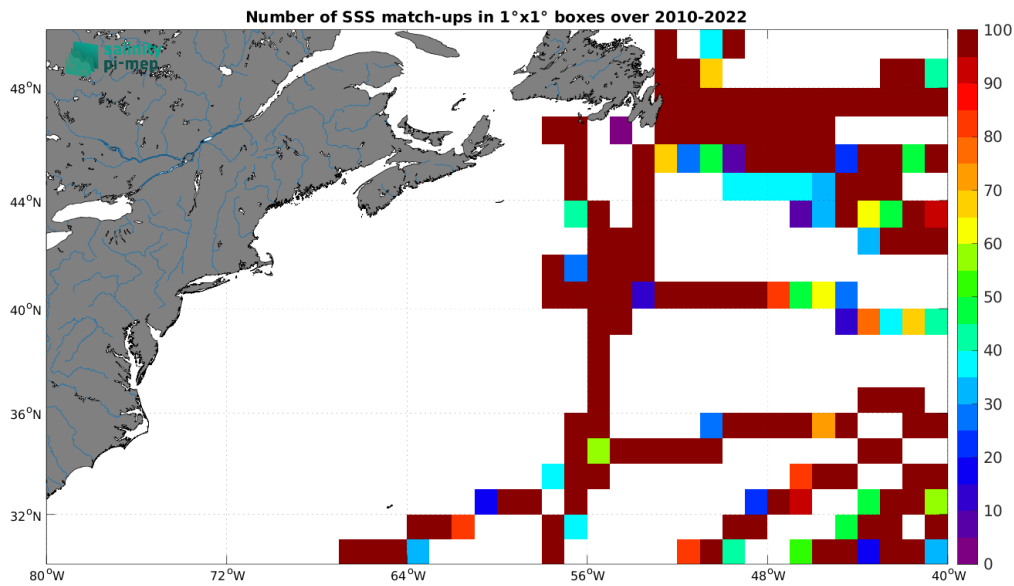 Number of SSS match-ups in 1°x1° boxes over 2010-2022
salinity
pi-mep
48°N
44°N
40°N
36°N
32°N
80°W
72°W
64°W
56°W
48°W
40°W
100
90
80
70
60
50
40
30
20
10
0